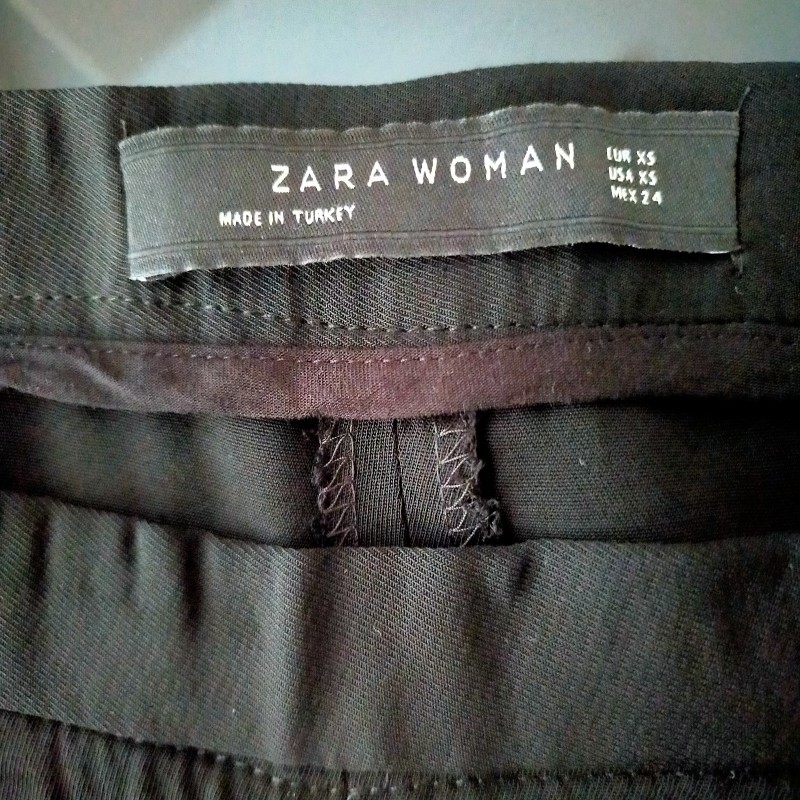 ZARA WOMAN
MADE IN TURKEY
EUR XS
USA XS
MEX 24